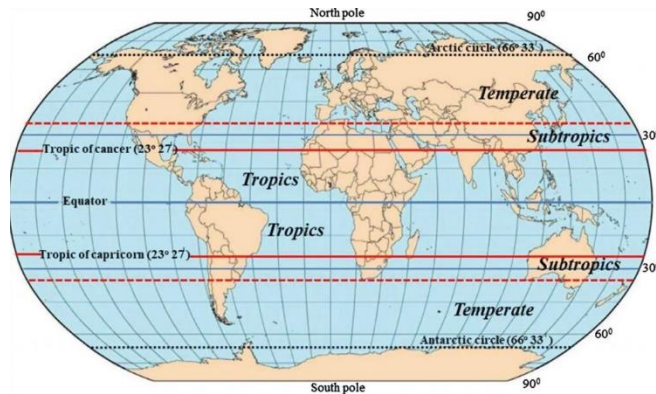 North pole
90⁰
Arctic circle (66⁰ 33')
60⁰
Temperate
Subtropics
30
Tropic of cancer (23⁰ 27)
Tropics
Equator
Tropics
Tropic of capricorn (23⁰ 27)
Subtropics
30⁰
Temperate
60⁰
Antarctic circle (66⁰ 33')
South pole
90⁰